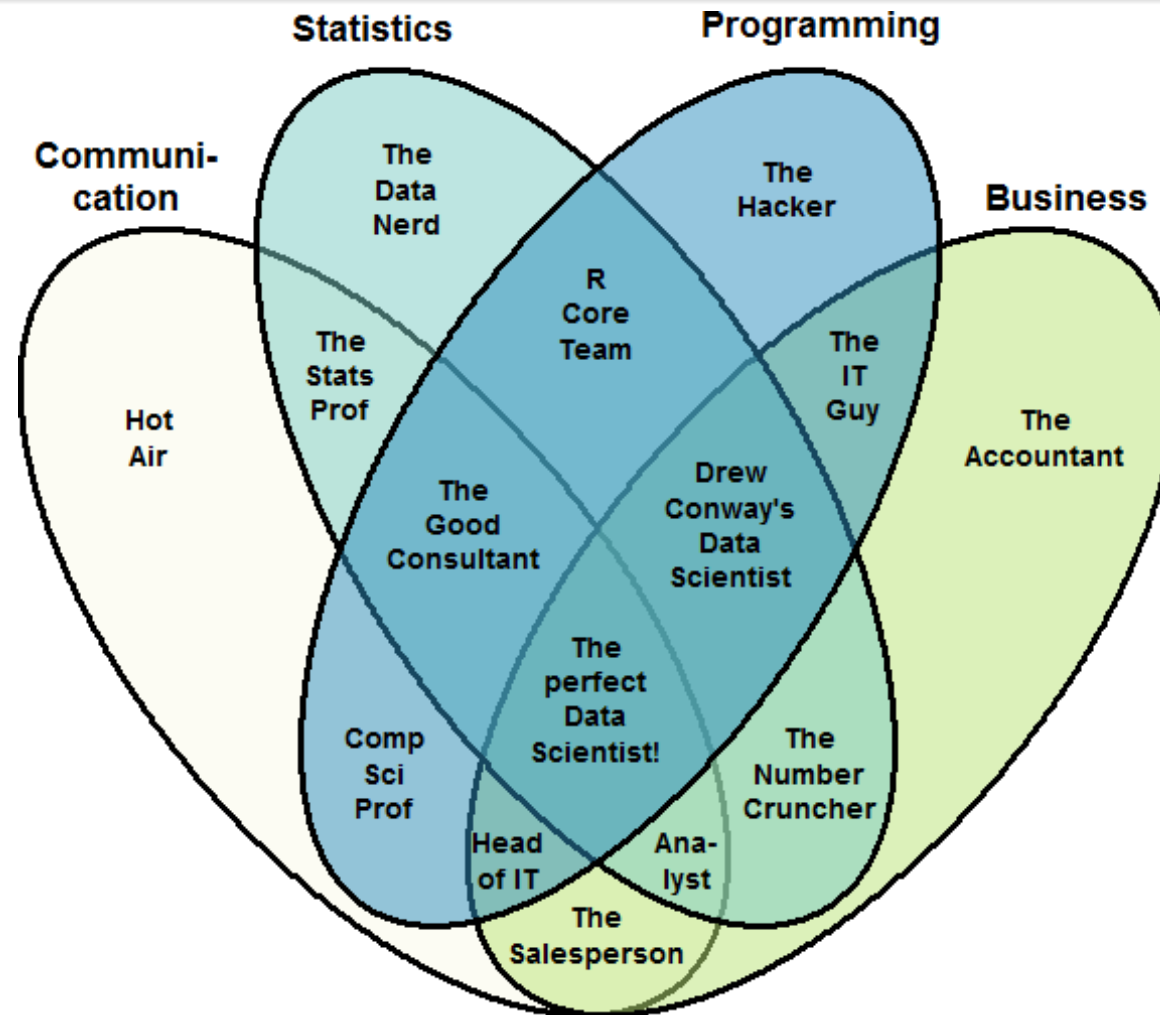 Statistics
Programming
Communi-
cation
Business
The
Data
Nerd
The
Hacker
R
Core
Team
The
Stats
Prof
The
IT
Guy
Hot
Air
The
Accountant
The
Good
Consultant
Drew
Conway's
Data
Scientist
The
perfect
Data
Scientist!
Comp
Sci
Prof
The
Number
Cruncher
Head
of IT
Ana-
lyst
The
Salesperson